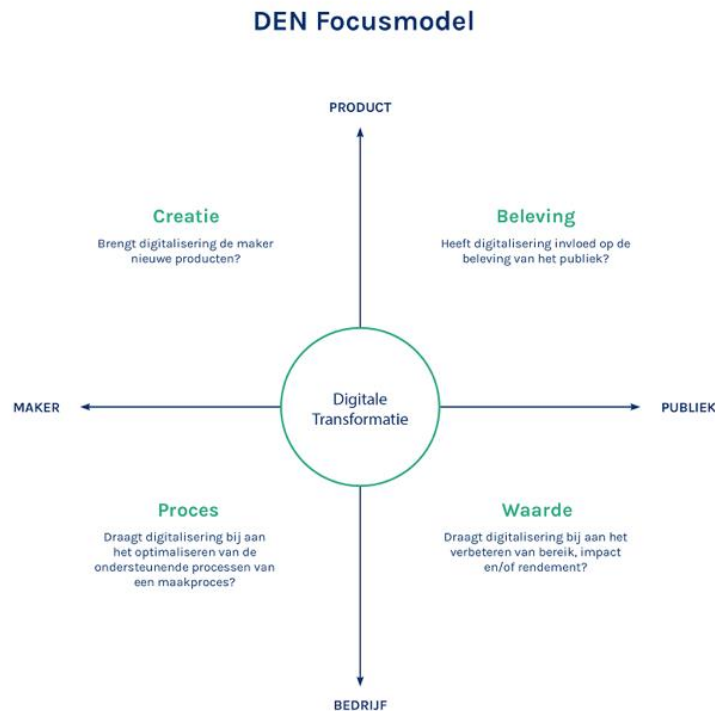 DEN Focusmodel
PRODUCT
Creatie
Brengt digitalisering de maker
nieuwe producten?
Beleving
Heeft digitalisering invloed op de
beleving van het publiek?
MAKER
Digitale
Transformatie
PUBLIEK
Proces
Draagt digitalisering bij aan
het optimaliseren van de
ondersteunende processen van
een maakproces?
Waarde
Draagt digitalisering bij aan het
verbeteren van bereik, impact
en/of rendement?
BEDRIJF